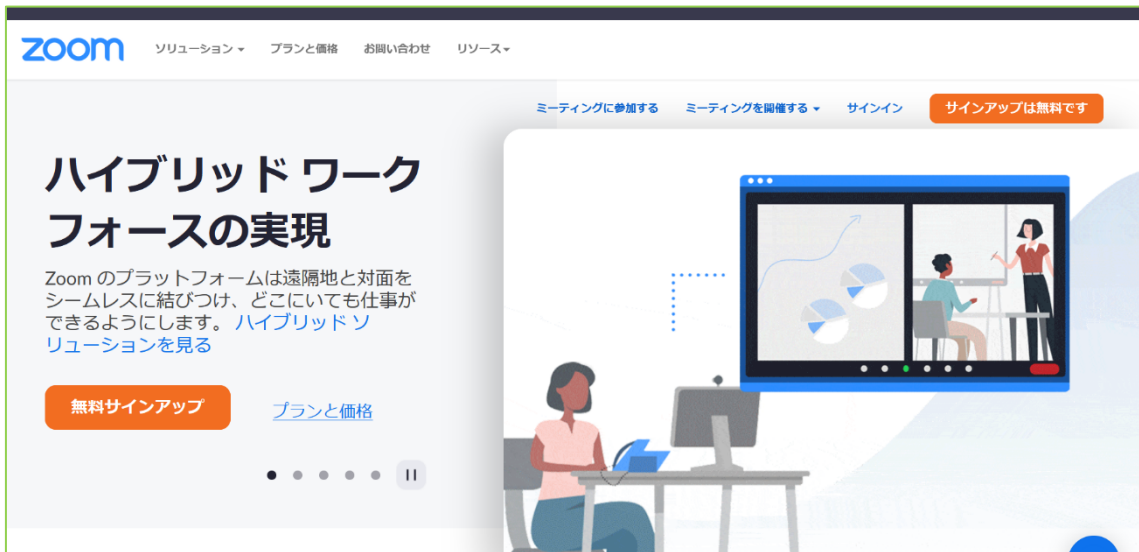 zoom
ソリューション プランと価格 お問い合わせ リソース
ミーティングに参加する ミーティングを開催する サインイン サインアップは無料です
ハイブリッド ワーク
フォースの実現
Zoom のプラットフォームは遠隔地と対面を
シームレスに結びつけ、どこにいても仕事が
できるようにします。 ハイブリッド ソ
リューションを見る
無料サインアップ プランと価格